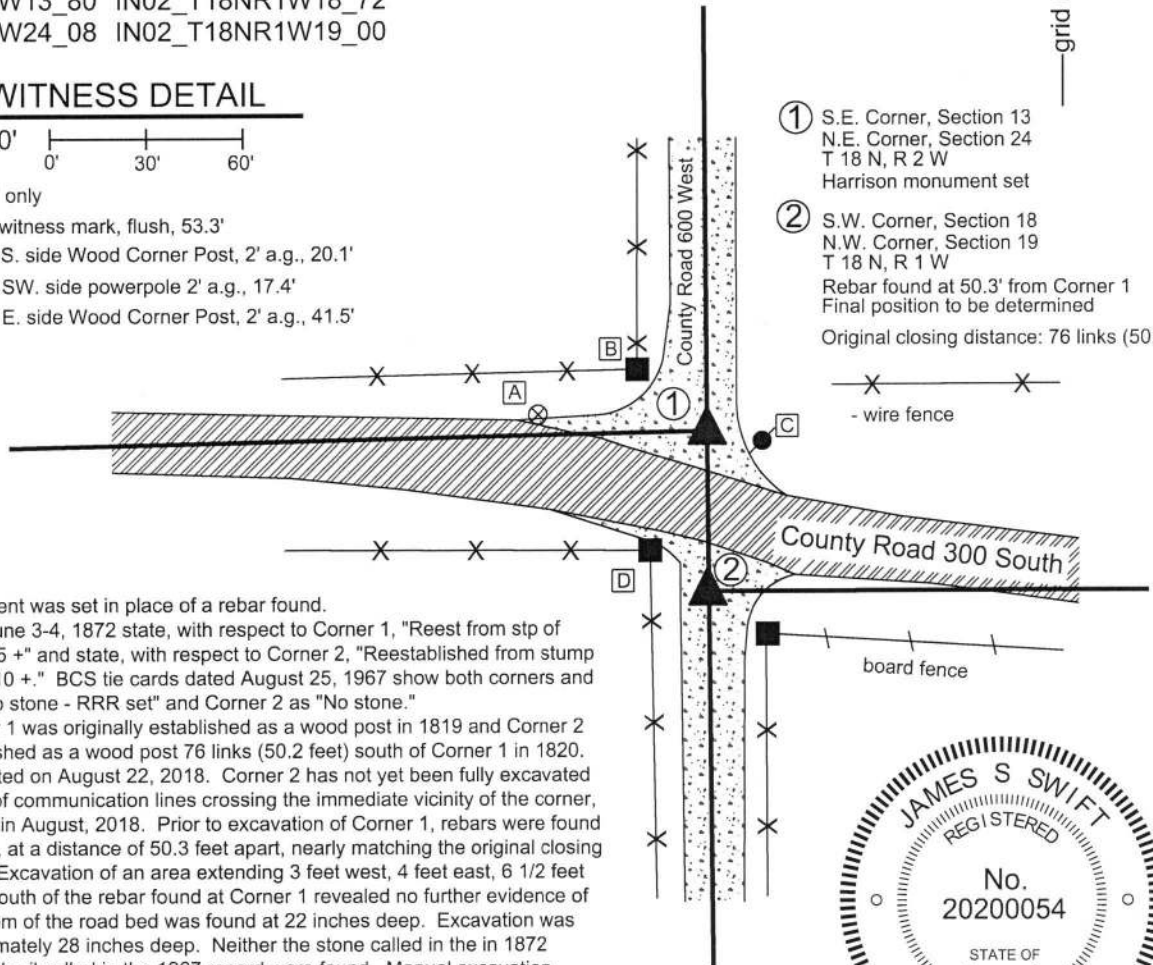 W13_80 IN02_T18NR1W18_72
W24_08 IN02_T18NR1W19_00
WITNESS DETAIL
0'
0' 30' 60'
only
witness mark, flush, 53.3'
S. side Wood Corner Post, 2' a.g., 20.1'
SW. side powerpole 2' a.g., 17.4'
E. side Wood Corner Post, 2' a.g., 41.5'
grid
① S.E. Corner, Section 13
N.E. Corner, Section 24
T 18 N, R 2 W
Harrison monument set
② S.W. Corner, Section 18
N.W. Corner, Section 19
T 18 N, R 1 W
Rebar found at 50.3' from Corner 1
Final position to be determined
Original closing distance: 76 links (50
X X
- wire fence
County Road 600 West
B
A
①
C
County Road 300 South
D
②
board fence
ent was set in place of a rebar found.
une 3-4, 1872 state, with respect to Corner 1, "Reest from stp of
5 +" and state, with respect to Corner 2, "Reestablished from stump
10 +." BCS tie cards dated August 25, 1967 show both corners and
o stone - RRR set" and Corner 2 as "No stone."
1 was originally established as a wood post in 1819 and Corner 2
shed as a wood post 76 links (50.2 feet) south of Corner 1 in 1820.
ted on August 22, 2018. Corner 2 has not yet been fully excavated
of communication lines crossing the immediate vicinity of the corner,
in August, 2018. Prior to excavation of Corner 1, rebars were found
, at a distance of 50.3 feet apart, nearly matching the original closing
Excavation of an area extending 3 feet west, 4 feet east, 6 1/2 feet
outh of the rebar found at Corner 1 revealed no further evidence of
om of the road bed was found at 22 inches deep. Excavation was
mately 28 inches deep. Neither the stone called in the in 1872
JAMES S SWIFT
REGISTERED
No.
20200054
STATE OF